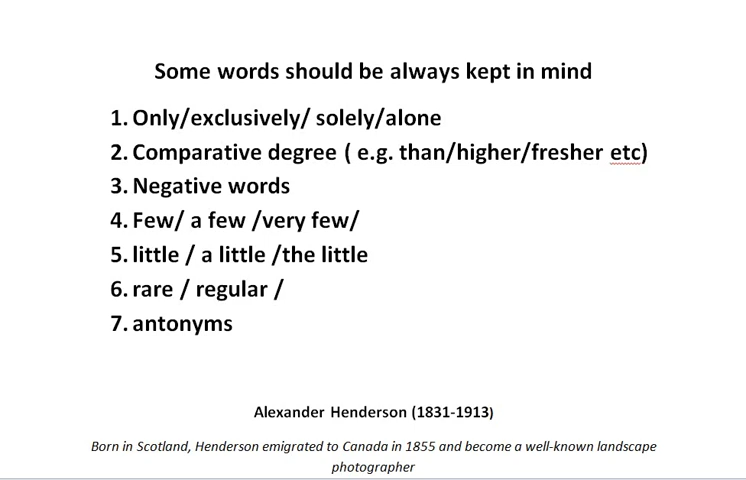 Some words should be always kept in mind
1. Only/exclusively/ solely/alone
2. Comparative degree ( e.g. than/higher/fresher etc)
3. Negative words
4. Few/ a few /very few/
5. little / a little /the little
6. rare / regular /
7. antonyms
Alexander Henderson (1831-1913)
Born in Scotland, Henderson emigrated to Canada in 1855 and become a well-known landscape
photographer